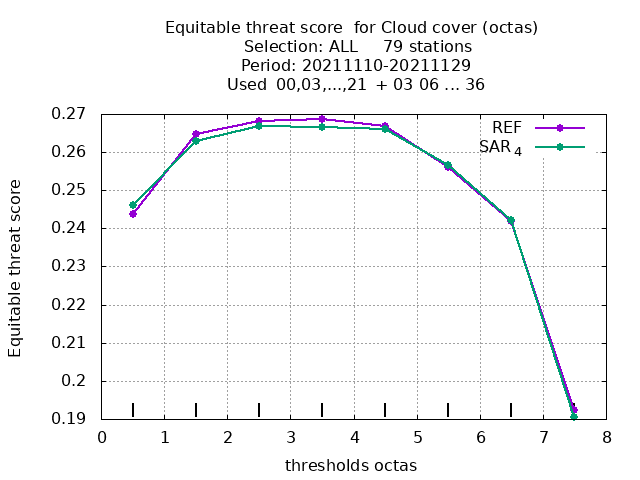 Equitable threat score  for Cloud cover (octas)
Selection: ALL     79 stations
Period: 20211110-20211129
Used  00,03,...,21  + 03 06 ... 36
REF
SAR 4
0.27
0.26
0.25
0.24
0.23
0.22
0.21
0.2
0.19
Equitable threat score
0 1 2 3 4 5 6 7 8
thresholds octas